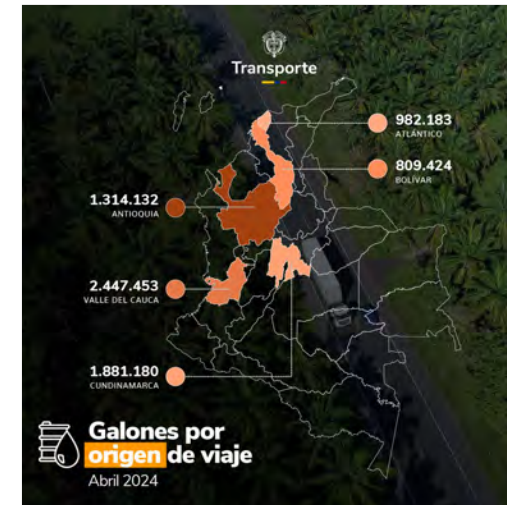 Transporte
982.183
ATLÁNTICO
809.424
BOLÍVAR
1.314.132
ANTIOQUIA
2.447.453
VALLE DEL CAUCA
1.881.180
CUNDINAMARCA
Galones por
origen de viaje
Abril 2024